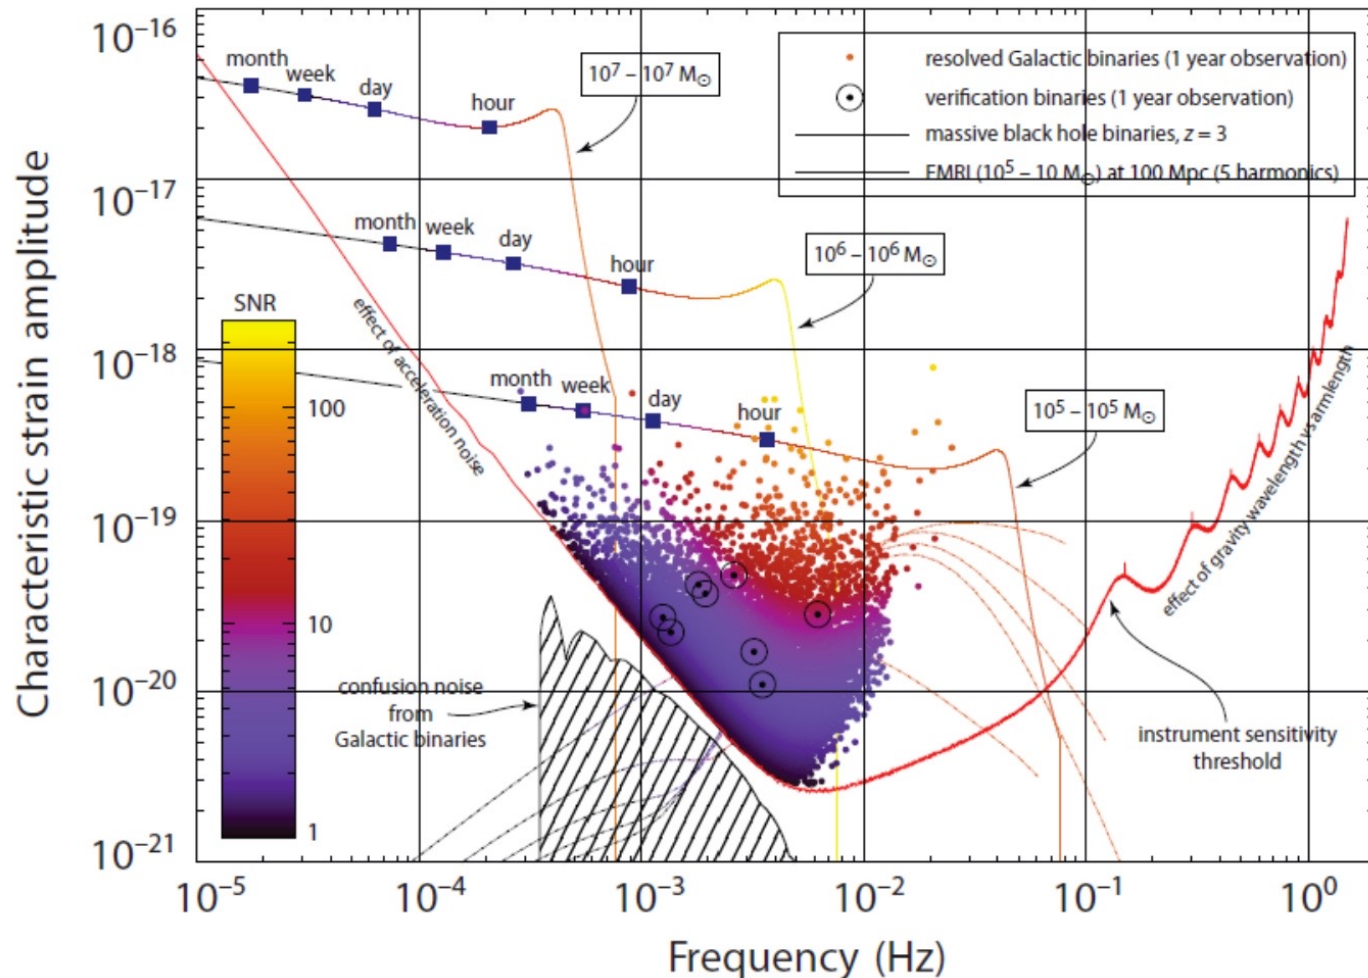 10⁻¹⁶
10⁻¹⁷
10⁻¹⁸
10⁻¹⁹
10⁻²⁰
10⁻²¹
Characteristic strain amplitude
month
week
day
hour
10⁷ – 10⁷ M☉
resolved Galactic binaries (1 year observation)
verification binaries (1 year observation)
massive black hole binaries, z = 3
EMRI (10⁵ – 10 M☉) at 100 Mpc (5 harmonics)
month
week
day
hour
10⁶ – 10⁶ M☉
effect of acceleration noise
SNR
100
10
1
month
week
day
hour
10⁵ – 10⁵ M☉
effect of gravity wavelength vs armlength
confusion noise
from
Galactic binaries
instrument sensitivity
threshold
10⁻⁵
10⁻⁴
10⁻³
10⁻²
10⁻¹
10⁰
Frequency (Hz)